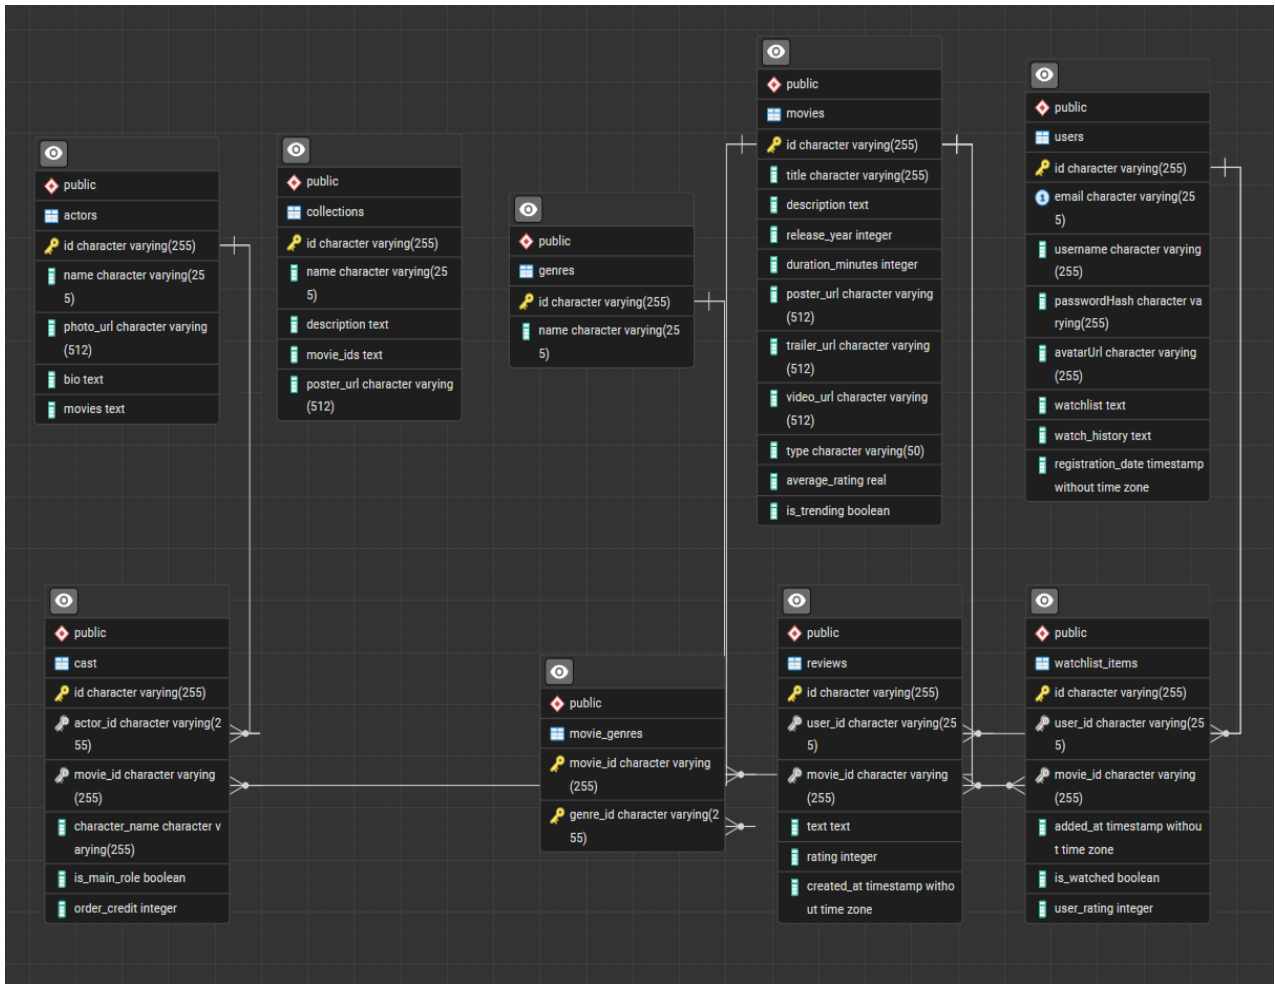 public
actors
id character varying(255)
name character varying(25
5)
photo_url character varying
(512)
bio text
movies text
public
collections
id character varying(255)
name character varying(25
5)
description text
movie_ids text
poster_url character varying
(512)
public
genres
id character varying(255)
name character varying(25
5)
public
movies
id character varying(255)
title character varying(255)
description text
release_year integer
duration_minutes integer
poster_url character varying
(512)
trailer_url character varying
(512)
video_url character varying
(512)
type character varying(50)
average_rating real
is_trending boolean
public
users
id character varying(255)
1
email character varying(25
5)
username character varying
(255)
passwordHash character va
rying(255)
avatarUrl character varying
(255)
watchlist text
watch_history text
registration_date timestamp
without time zone
public
cast
id character varying(255)
actor_id character varying(2
55)
movie_id character varying
(255)
character_name character v
arying(255)
is_main_role boolean
order_credit integer
public
movie_genres
movie_id character varying
(255)
genre_id character varying(2
55)
public
reviews
id character varying(255)
user_id character varying(25
5)
movie_id character varying
(255)
text text
rating integer
created_at timestamp witho
ut time zone
public
watchlist_items
id character varying(255)
user_id character varying(25
5)
movie_id character varying
(255)
added_at timestamp withou
t time zone
is_watched boolean
user_rating integer